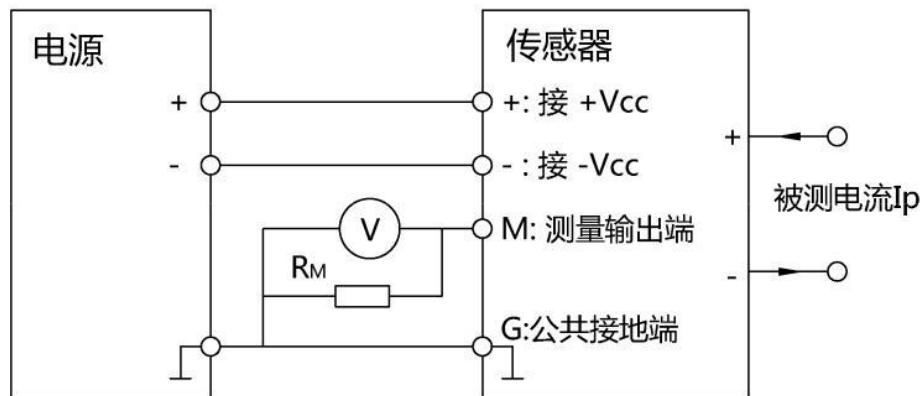 电源
传感器
+
+: 接 +Vcc
+
-
- : 接 -Vcc
被测电流Ip
V
M: 测量输出端
RM
-
G:公共接地端